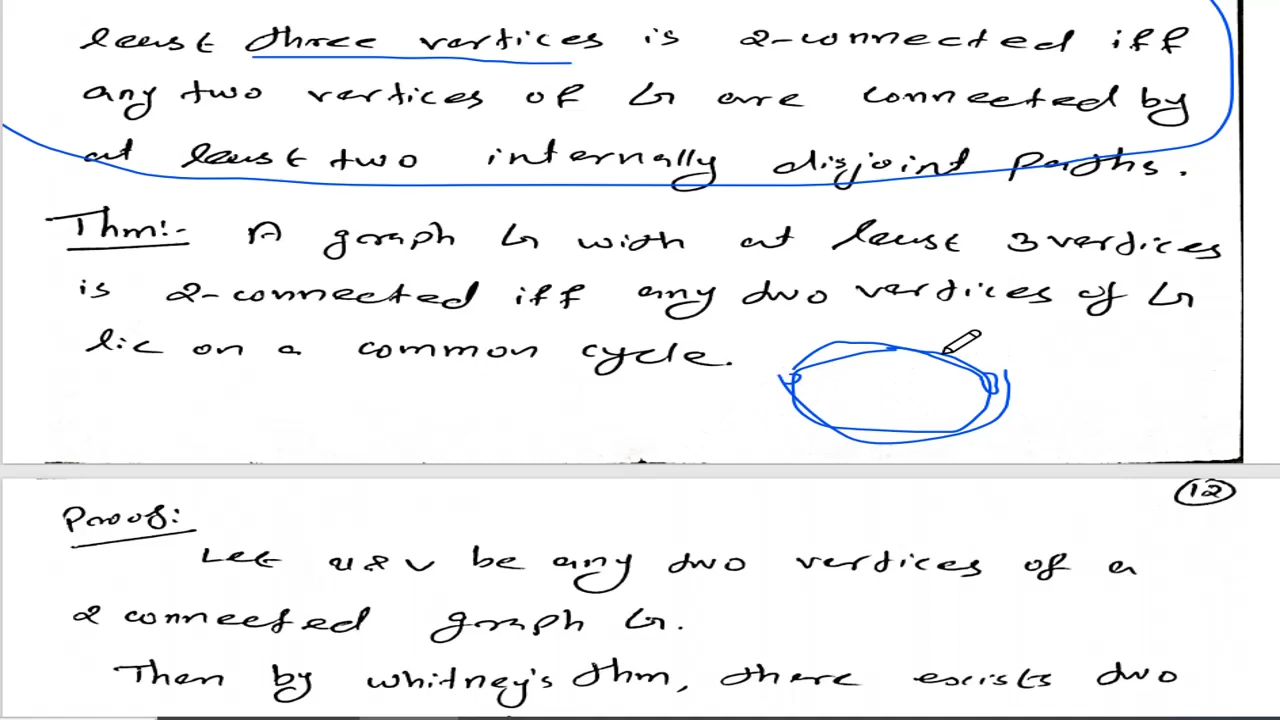 least three vertices is 2-connected iff
any two vertices of G are connected by
at least two internally disjoint paths.
Thm:- A graph G with at least 3 vertices
is 2-connected iff any two vertices of G
lie on a common cycle.
12
Proof:
Let u & v be any two vertices of a
2 connected graph G.
Then by whitney's thm, there exists two